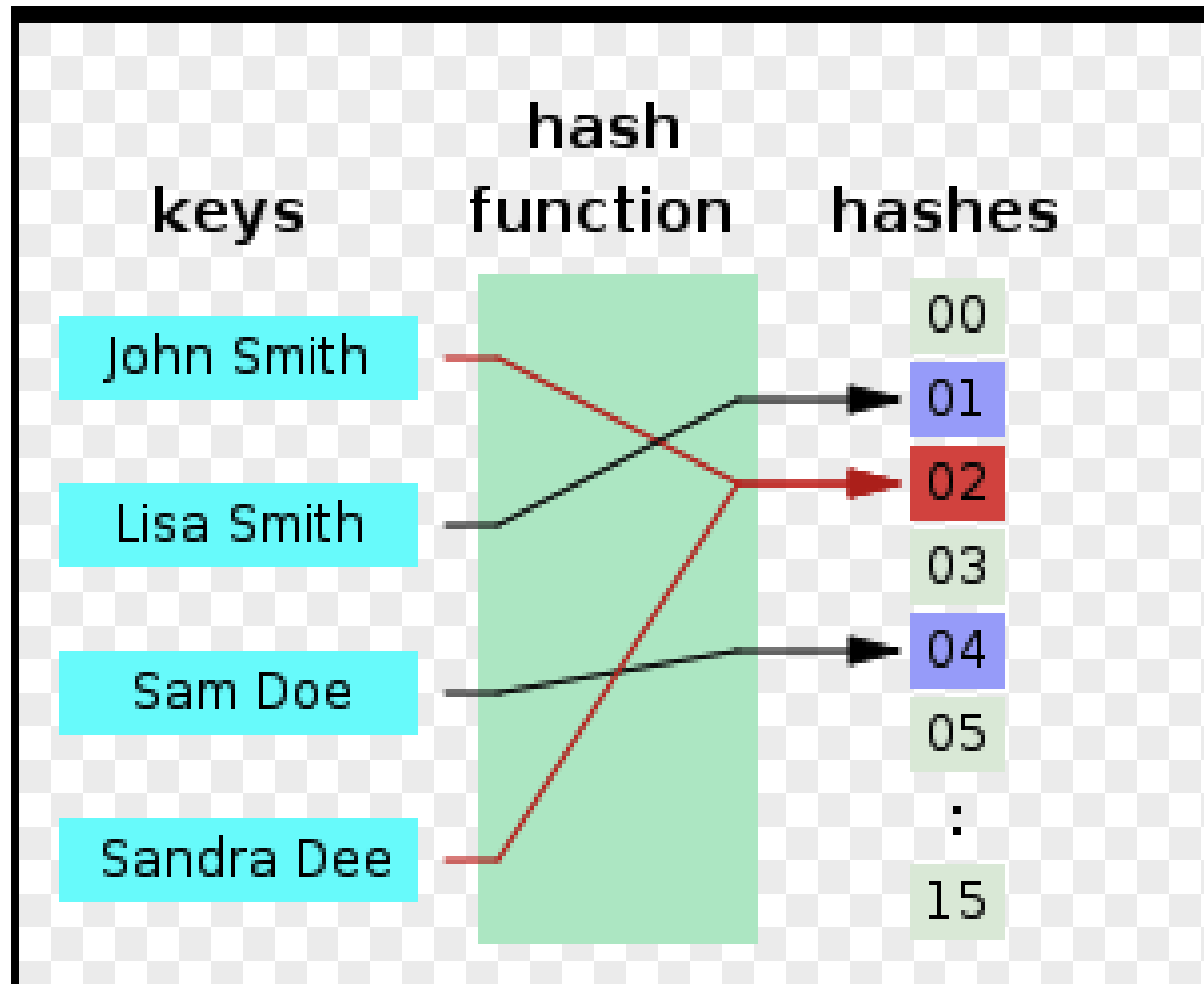 hash
keys function hashes
John Smith
Lisa Smith
Sam Doe
Sandra Dee
00
01
02
03
04
05
:
15